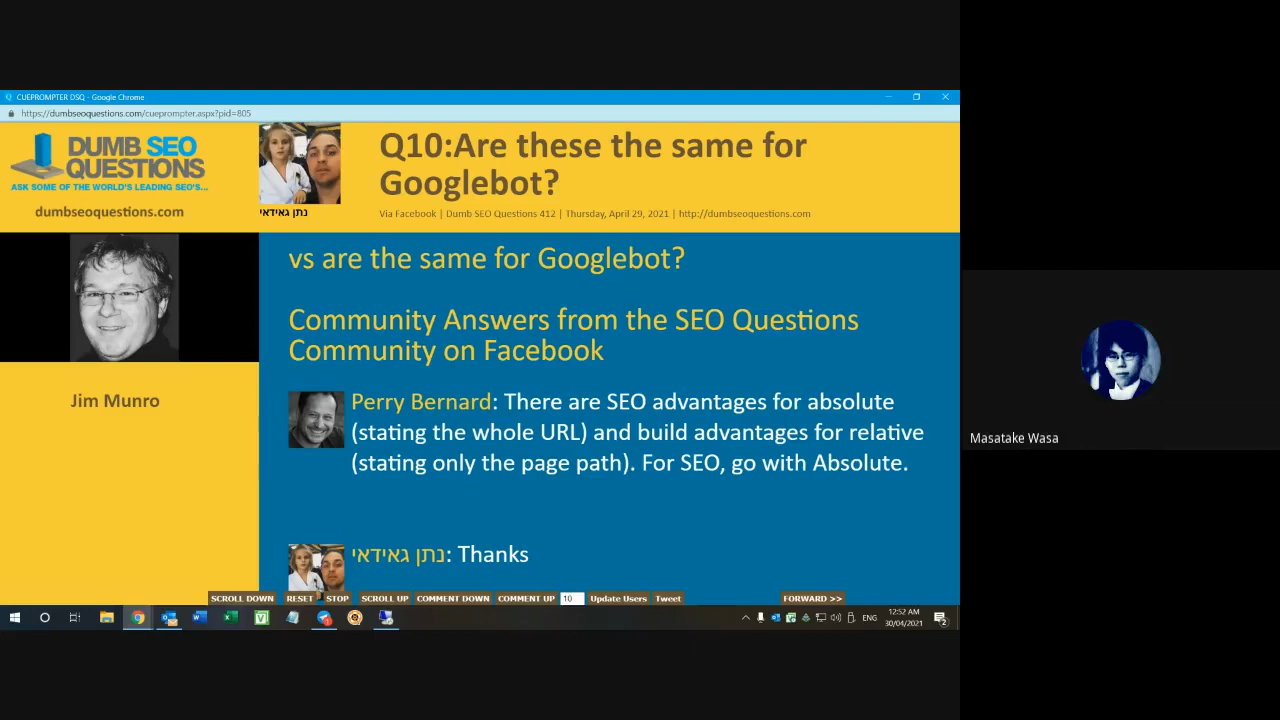 CUEPROMPTER DSQ - Google Chrome
https://dumbseoquestions.com/cueprompter.aspx?pid=805
DUMB SEO
QUESTIONS
ASK SOME OF THE WORLD'S LEADING SEO'S...
dumbseoquestions.com
נתן גאידאי
Q10:Are these the same for
Googlebot?
Via Facebook | Dumb SEO Questions 412 | Thursday, April 29, 2021 | http://dumbseoquestions.com
Jim Munro
vs are the same for Googlebot?
Community Answers from the SEO Questions
Community on Facebook
Perry Bernard: There are SEO advantages for absolute
(stating the whole URL) and build advantages for relative
(stating only the page path). For SEO, go with Absolute.
נתן גאידאי: Thanks
SCROLL DOWN RESET STOP SCROLL UP COMMENT DOWN COMMENT UP 10 Update Users Tweet FORWARD >>
ENG
12:52 AM
30/04/2021
2
Masatake Wasa